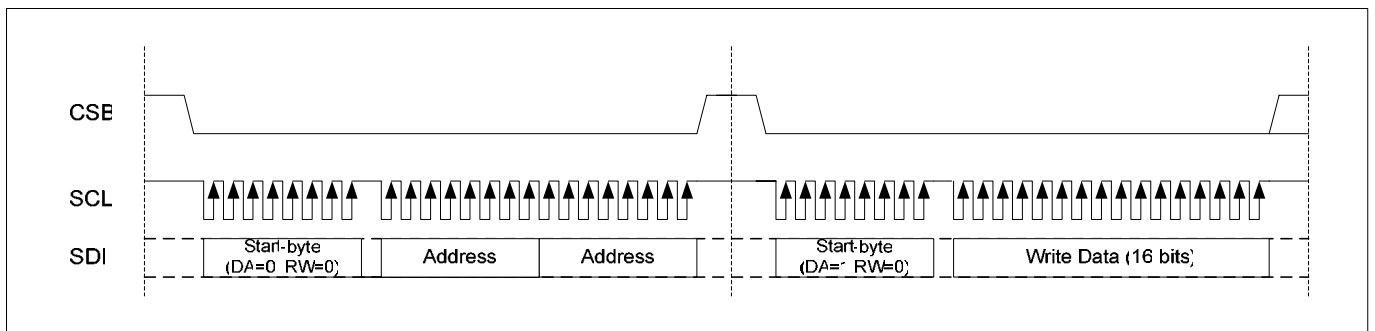 CSB
SCL
SDI
Start-byte
(DA=0 RW=0)
Address
Address
Start-byte
(DA=1 RW=0)
Write Data (16 bits)